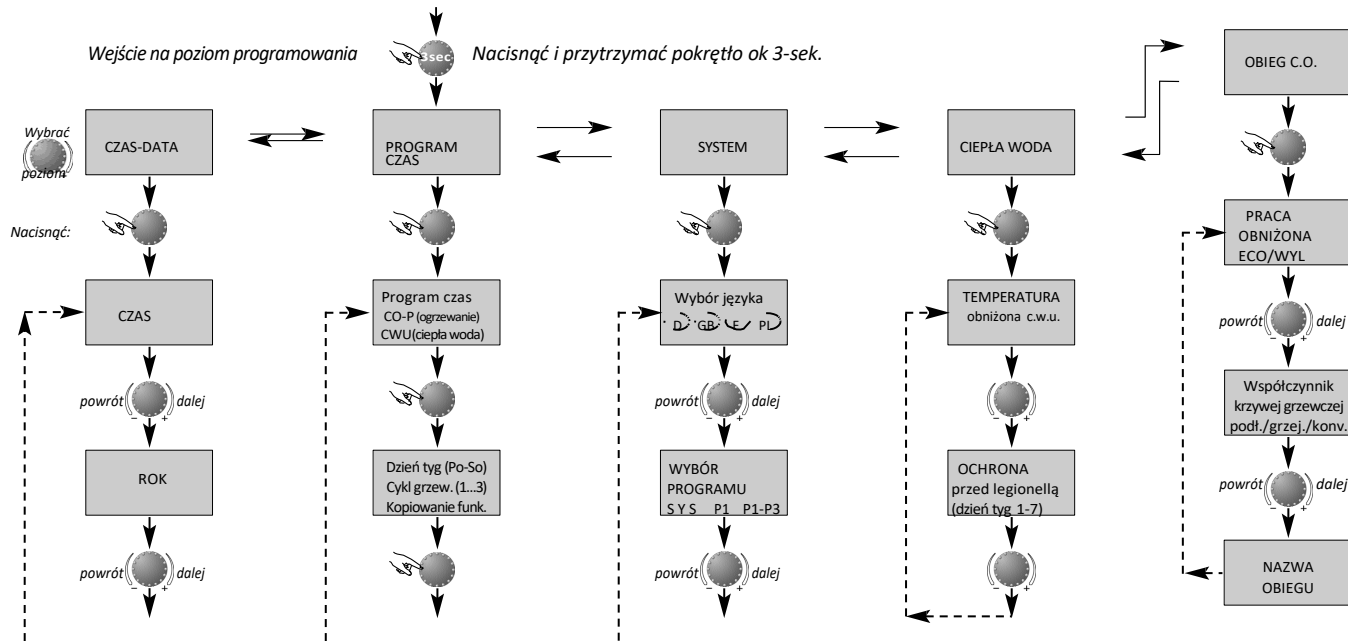 Wejście na poziom programowania
3sec
Nacisnąć i przytrzymać pokrętło ok 3-sek.
OBIEG C.O.
Wybrać
poziom
CZAS-DATA
PROGRAM
CZAS
SYSTEM
CIEPŁA WODA
Nacisnąć:
PRACA
OBNIŻONA
ECO/WYL
CZAS
Program czas
CO-P (ogrzewanie)
CWU(ciepła woda)
Wybór języka
D GB F PL
TEMPERATURA
obniżona c.w.u.
powrót - + dalej
powrót - + dalej
powrót - + dalej
- +
Współczynnik
krzywej grzewczej
podł./grzej./konv.
ROK
Dzień tyg (Po-So)
Cykl grzew. (1...3)
Kopiowanie funk.
WYBÓR
PROGRAMU
S Y S P1 P1-P3
OCHRONA
przed legionellą
(dzień tyg 1-7)
powrót - + dalej
powrót - + dalej
powrót - + dalej
- +
NAZWA
OBIEGU